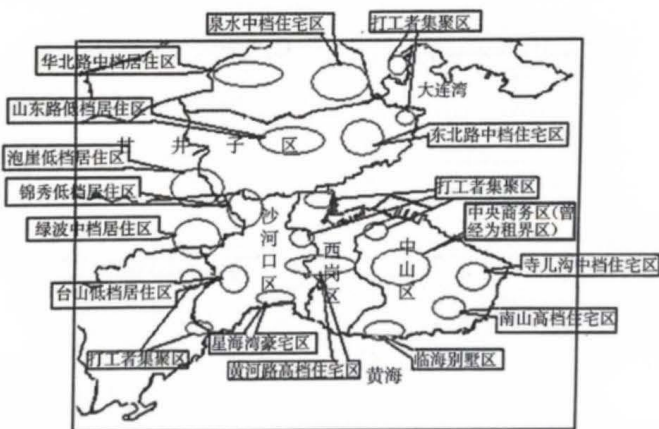 泉水中档住宅区
打工者集聚区
华北路中档居住区
大连湾
山东路低档居住区
甘井子区
东北路中档住宅区
泡崖低档居住区
锦秀低档居住区
打工者集聚区
中央商务区(曾
经为租界区)
绿波中档居住区
沙河口区
西岗区
中山区
寺儿沟中档住宅区
台山低档居住区
南山高档住宅区
星海湾豪宅区
打工者集聚区
临海别墅区
黄河路高档住宅区
黄海